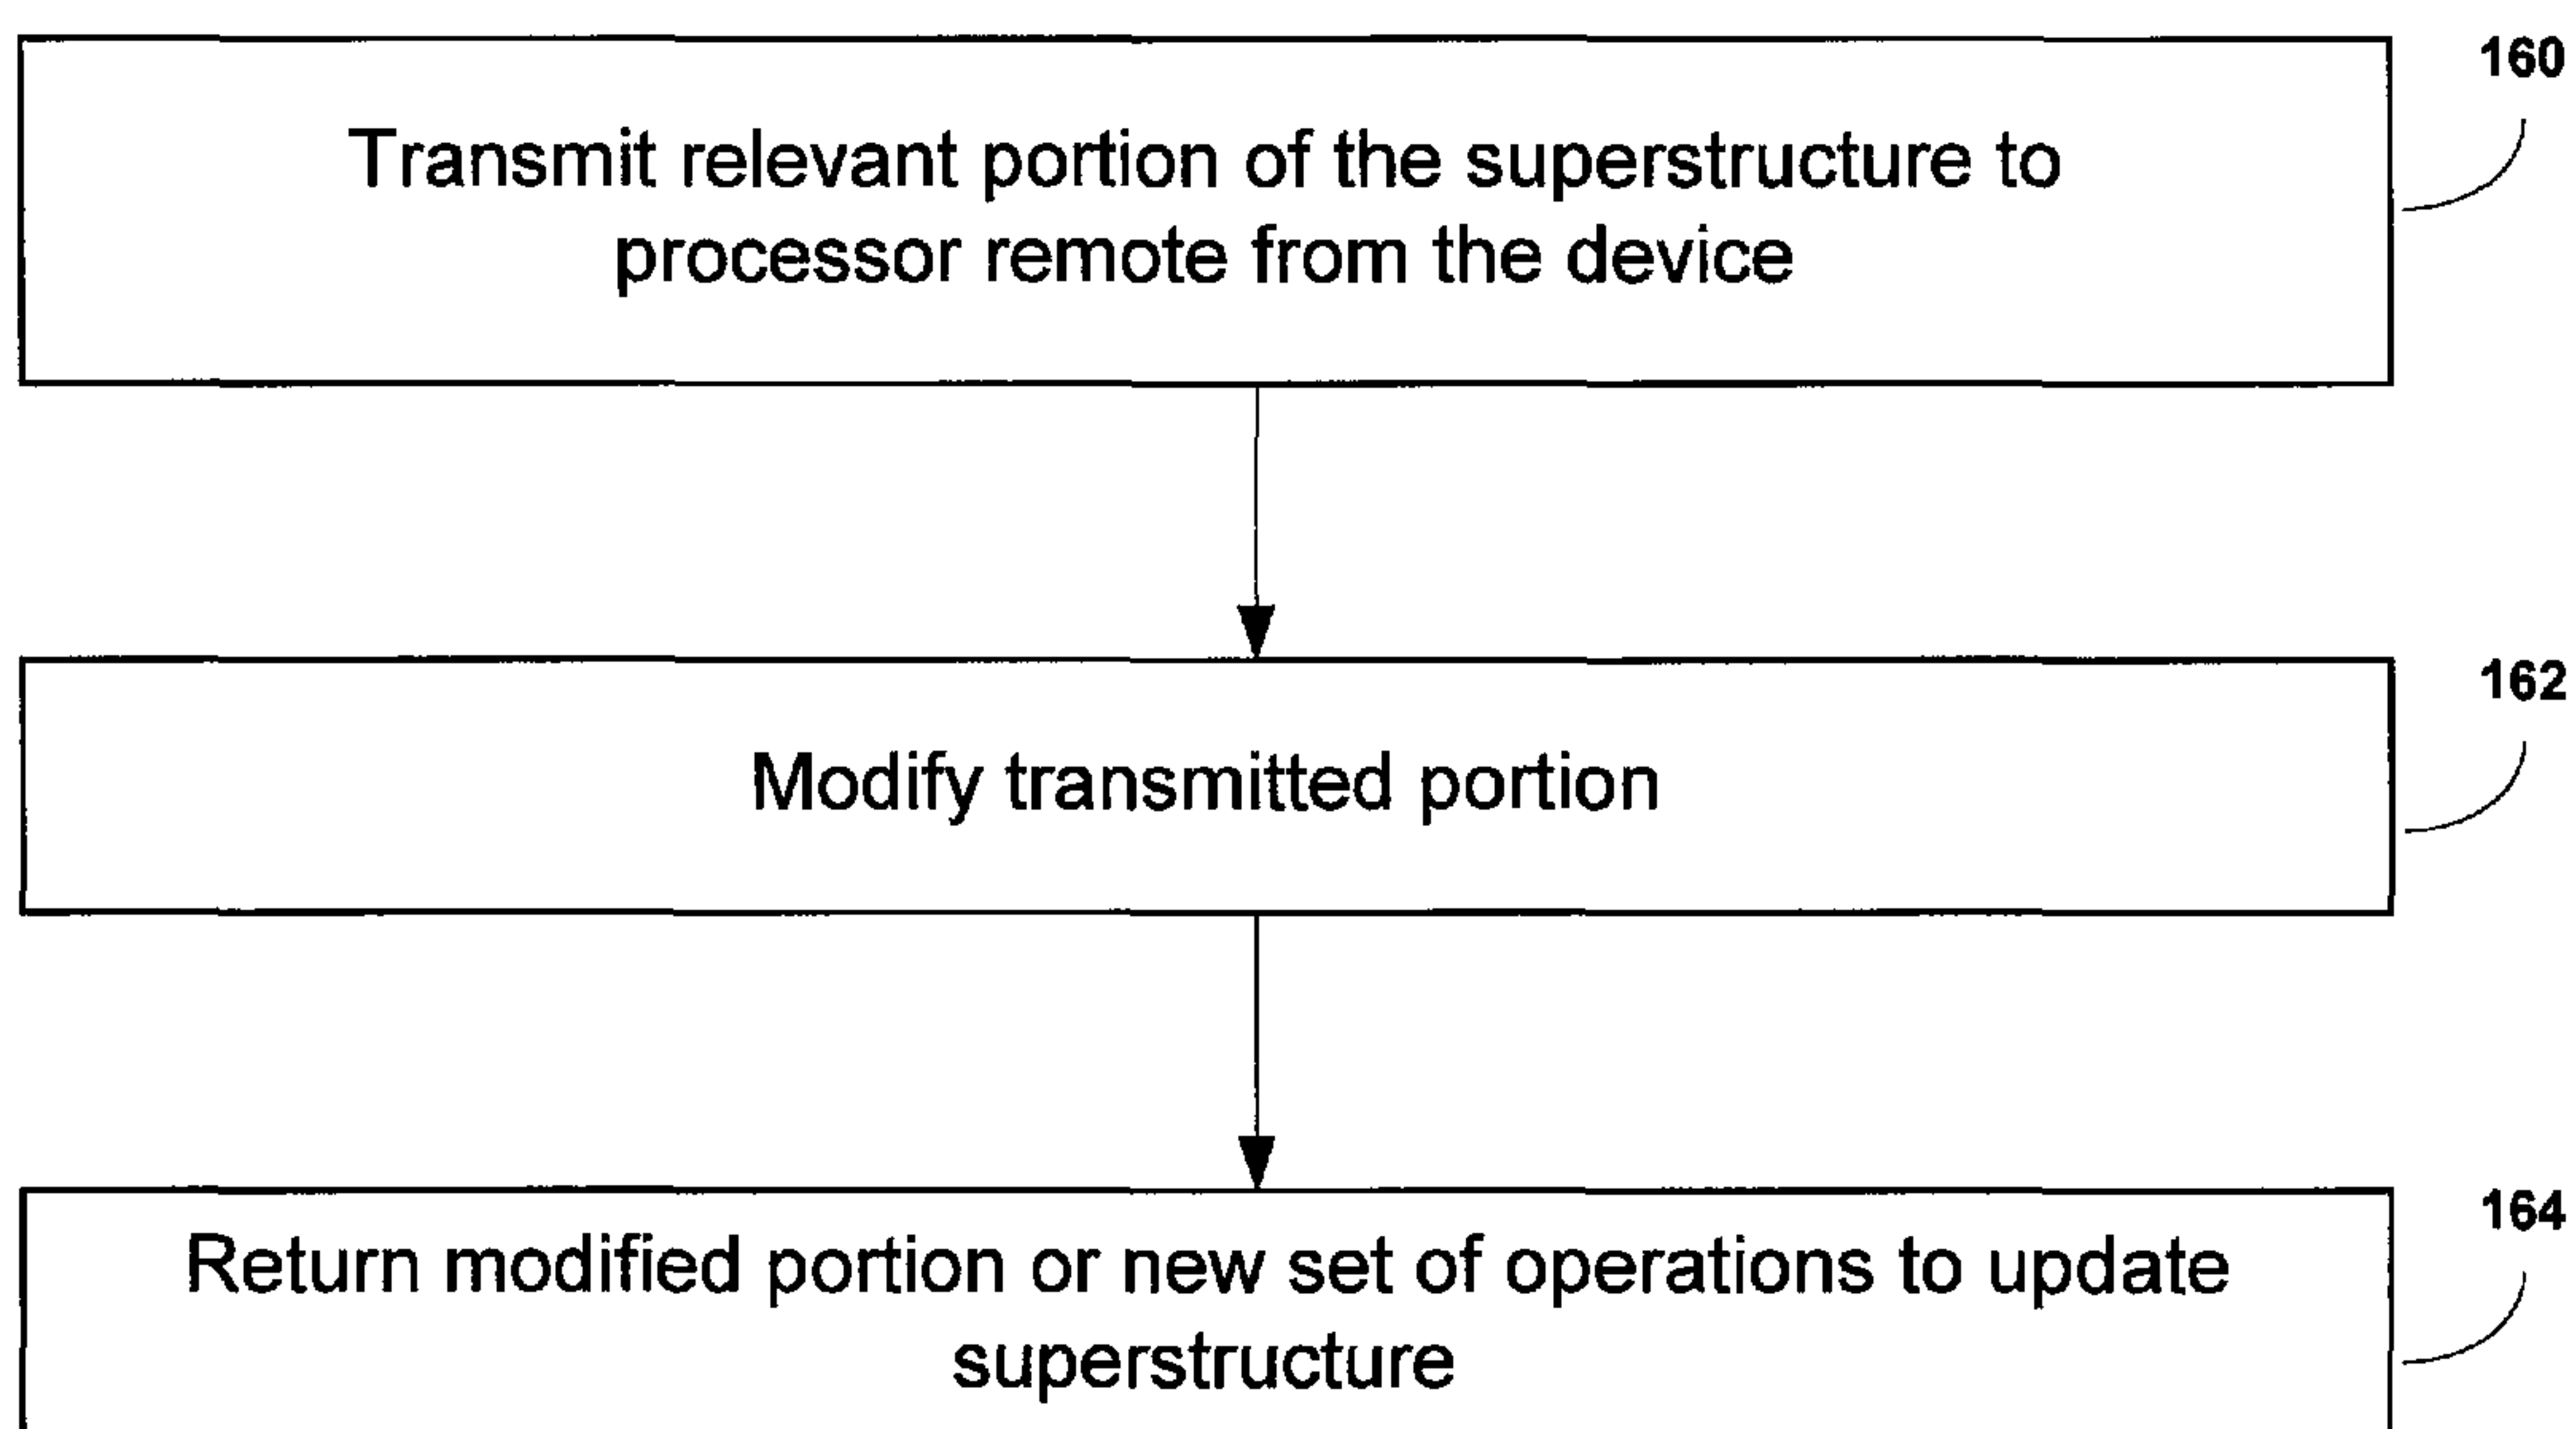 160
Transmit relevant portion of the superstructure to
processor remote from the device
162
Modify transmitted portion
164
Return modified portion or new set of operations to update
superstructure